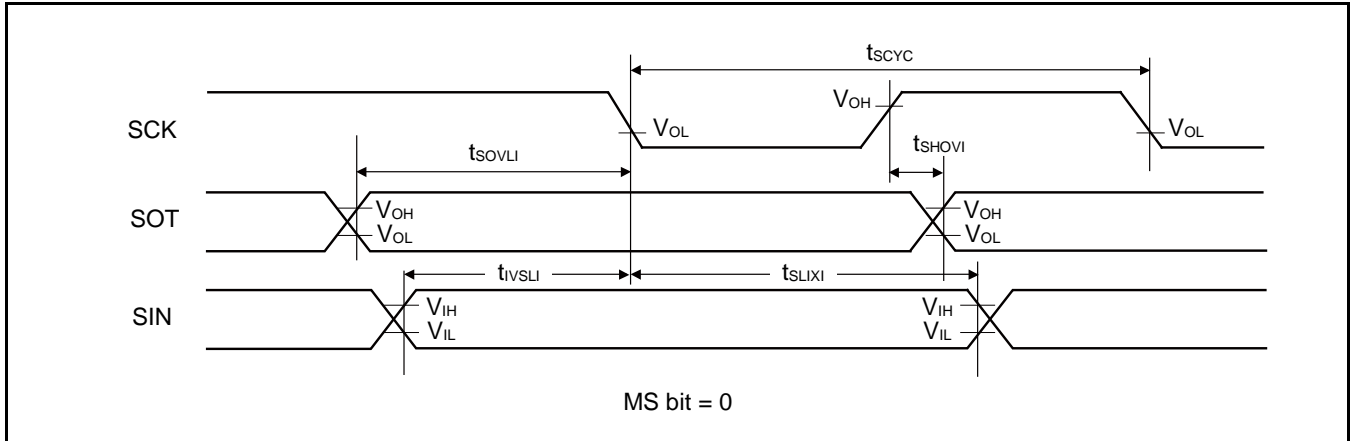 tSCYC
SCK
VOH
VOL
VOL
tSHOVI
tSOVLI
SOT
VOH
VOL
VOH
VOL
tIVSLI
tSLIXI
SIN
VIH
VIL
VIH
VIL
MS bit = 0